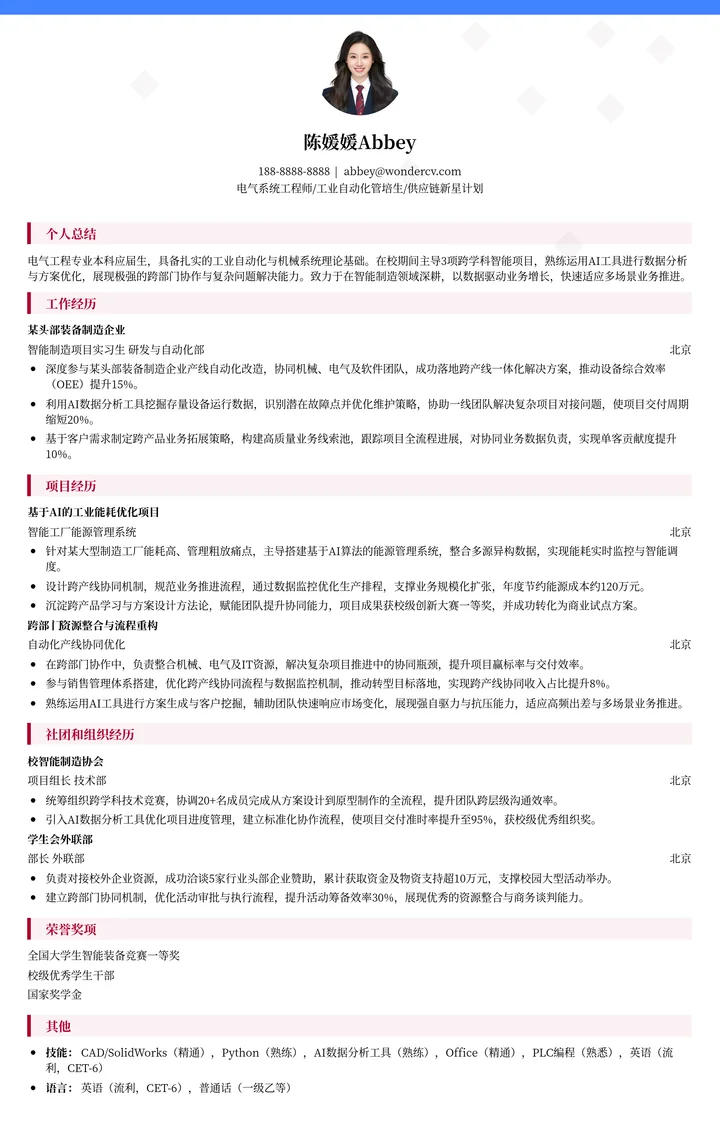 陈媛媛Abbey
188-8888-8888 | abbey@wondercv.com
电气系统工程师/工业自动化管培生/供应链新星计划
个人总结
电气工程专业本科应届生，具备扎实的工业自动化与机械系统理论基础。在校期间主导3项跨学科智能项目，熟练运用AI工具进行数据分析
与方案优化，展现极强的跨部门协作与复杂问题解决能力。致力于在智能制造领域深耕，以数据驱动业务增长，快速适应多场景业务推进。
工作经历
某头部装备制造企业
智能制造项目实习生 研发与自动化部 北京
• 深度参与某头部装备制造企业产线自动化改造，协同机械、电气及软件团队，成功落地跨产线一体化解决方案，推动设备综合效率
（OEE）提升15%。
• 利用AI数据分析工具挖掘存量设备运行数据，识别潜在故障点并优化维护策略，协助一线团队解决复杂项目对接问题，使项目交付周期
缩短20%。
• 基于客户需求制定跨产品业务拓展策略，构建高质量业务线索池，跟踪项目全流程进展，对协同业务数据负责，实现单客贡献度提升
10%。
项目经历
基于AI的工业能耗优化项目
智能工厂能源管理系统 北京
• 针对某大型制造工厂能耗高、管理粗放痛点，主导搭建基于AI算法的能源管理系统，整合多源异构数据，实现能耗实时监控与智能调
度。
• 设计跨产线协同机制，规范业务推进流程，通过数据监控优化生产排程，支撑业务规模化扩张，年度节约能源成本约120万元。
• 沉淀跨产品学习与方案设计方法论，赋能团队提升协同能力，项目成果获校级创新大赛一等奖，并成功转化为商业试点方案。
跨部门资源整合与流程重构
自动化产线协同优化 北京
• 在跨部门协作中，负责整合机械、电气及IT资源，解决复杂项目推进中的协同瓶颈，提升项目赢标率与交付效率。
• 参与销售管理体系搭建，优化跨产线协同流程与数据监控机制，推动转型目标落地，实现跨产线协同收入占比提升8%。
• 熟练运用AI工具进行方案生成与客户挖掘，辅助团队快速响应市场变化，展现强自驱力与抗压能力，适应高频出差与多场景业务推进。
社团和组织经历
校智能制造协会
项目组长 技术部 北京
• 统筹组织跨学科技术竞赛，协调20+名成员完成从方案设计到原型制作的全流程，提升团队跨层级沟通效率。
• 引入AI数据分析工具优化项目进度管理，建立标准化协作流程，使项目交付准时率提升至95%，获校级优秀组织奖。
学生会外联部
部长 外联部 北京
• 负责对接校外企业资源，成功洽谈5家行业头部企业赞助，累计获取资金及物资支持超10万元，支撑校园大型活动举办。
• 建立跨部门协同机制，优化活动审批与执行流程，提升活动筹备效率30%，展现优秀的资源整合与商务谈判能力。
荣誉奖项
全国大学生智能装备竞赛一等奖
校级优秀学生干部
国家奖学金
其他
• 技能： CAD/SolidWorks（精通），Python（熟练），AI数据分析工具（熟练），Office（精通），PLC编程（熟悉），英语（流
利，CET-6）
• 语言： 英语（流利，CET-6），普通话（一级乙等）